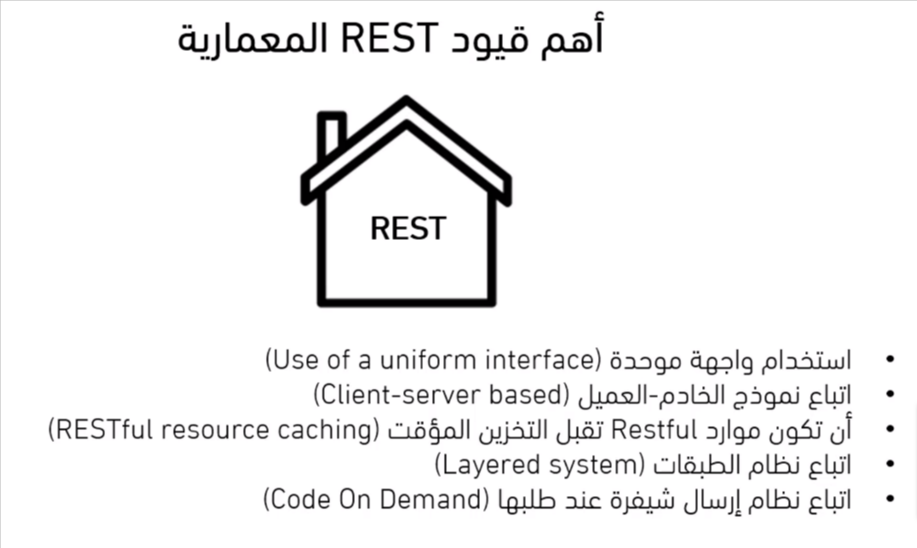 أهم قيود REST المعمارية
REST
• استخدام واجهة موحدة (Use of a uniform interface)
• اتباع نموذج الخادم-العميل (Client-server based)
• أن تكون موارد Restful تقبل التخزين المؤقت (RESTful resource caching)
• اتباع نظام الطبقات (Layered system)
• اتباع نظام إرسال شيفرة عند طلبها (Code On Demand)